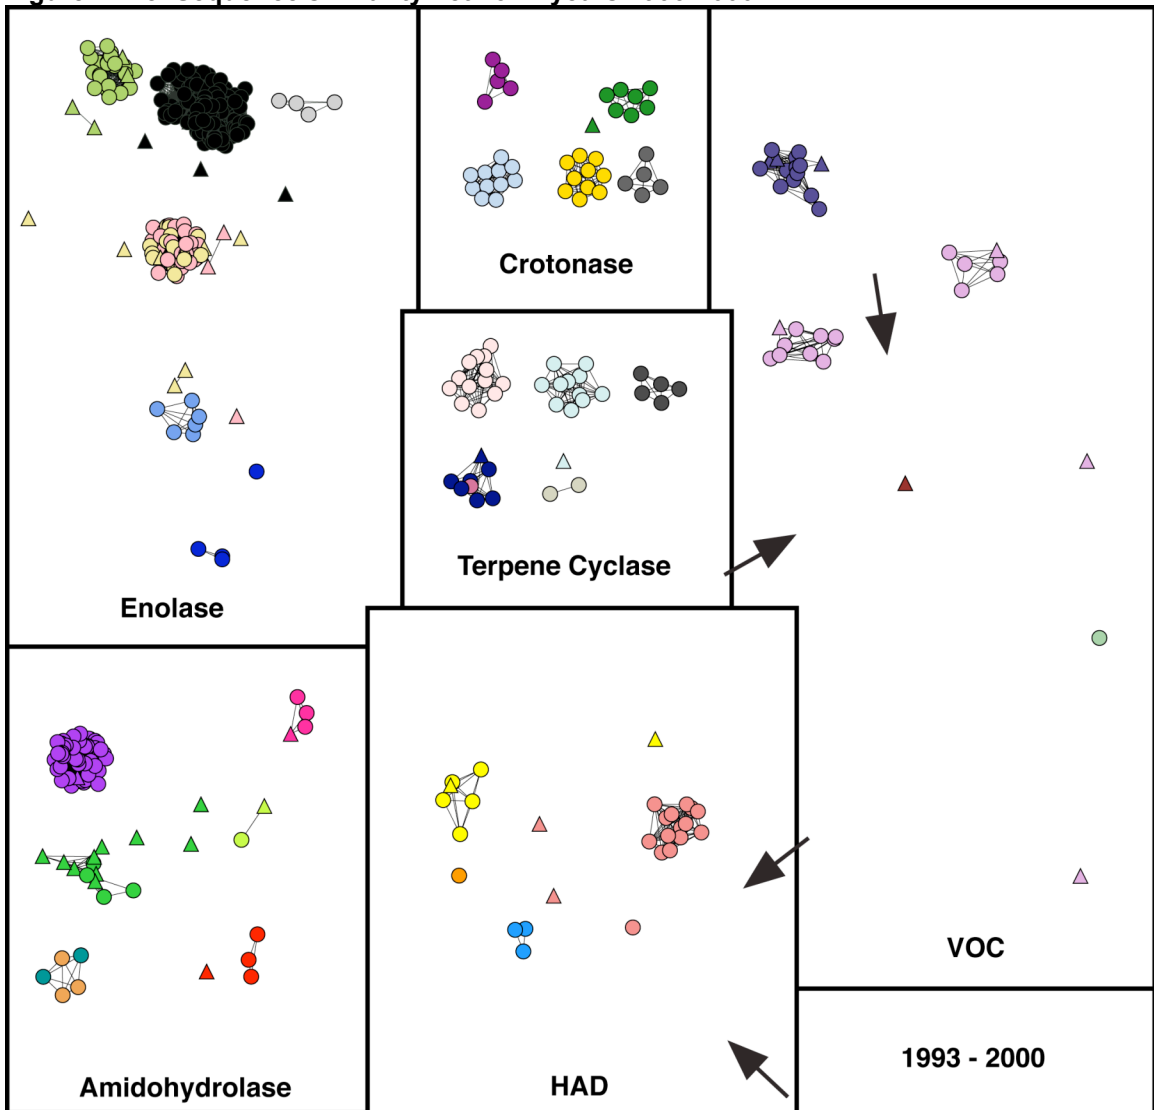 Crotonase
Terpene Cyclase
Enolase
VOC
1993 - 2000
Amidohydrolase
HAD